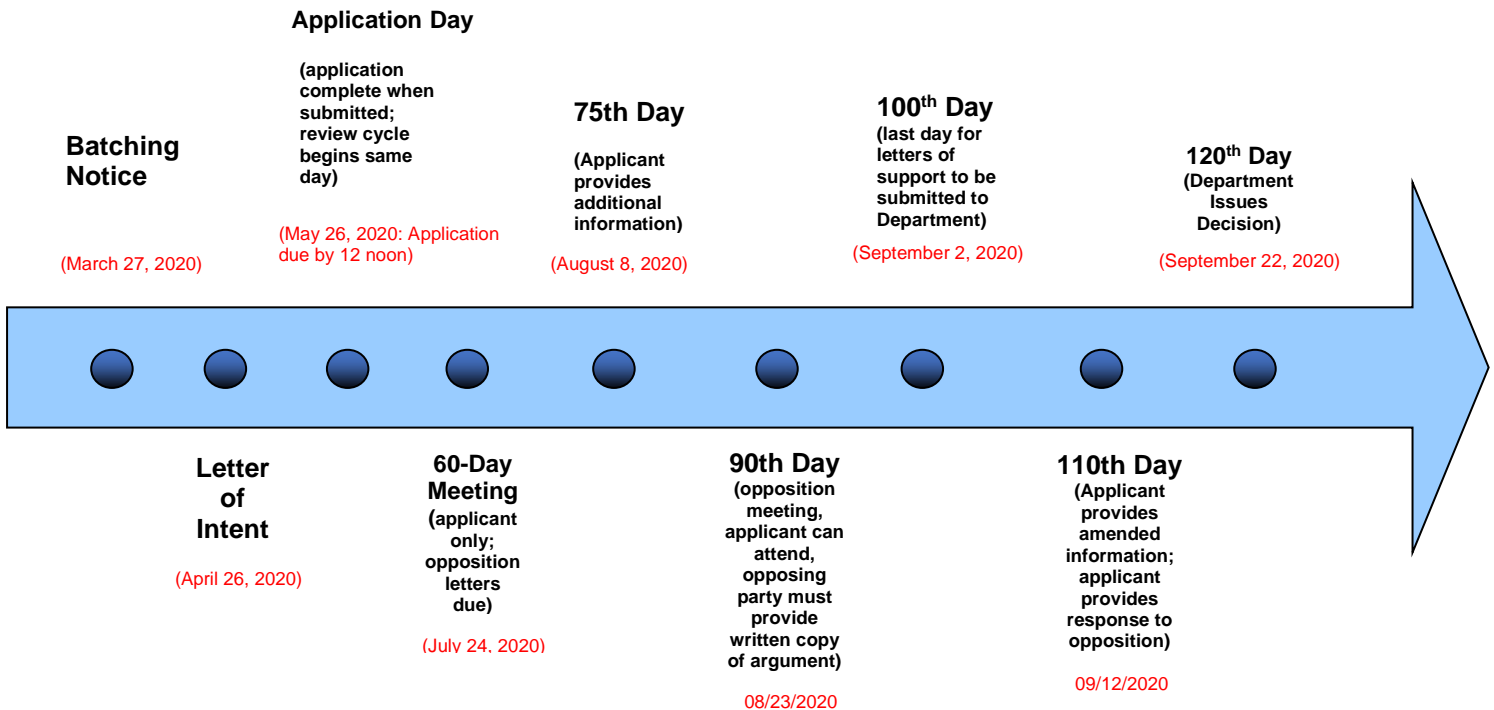 Application Day
(application
complete when
submitted;
review cycle
begins same
day)
(May 26, 2020: Application
due by 12 noon)
Batching
Notice
(March 27, 2020)
75th Day
(Applicant
provides
additional
information)
(August 8, 2020)
100th Day
(last day for
letters of
support to be
submitted to
Department)
(September 2, 2020)
120th Day
(Department
Issues
Decision)
(September 22, 2020)
Letter
of
Intent
(April 26, 2020)
60-Day
Meeting
(applicant
only;
opposition
letters
due)
(July 24, 2020)
90th Day
(opposition
meeting,
applicant can
attend,
opposing
party must
provide
written copy
of argument)
08/23/2020
110th Day
(Applicant
provides
amended
information;
applicant
provides
response to
opposition)
09/12/2020